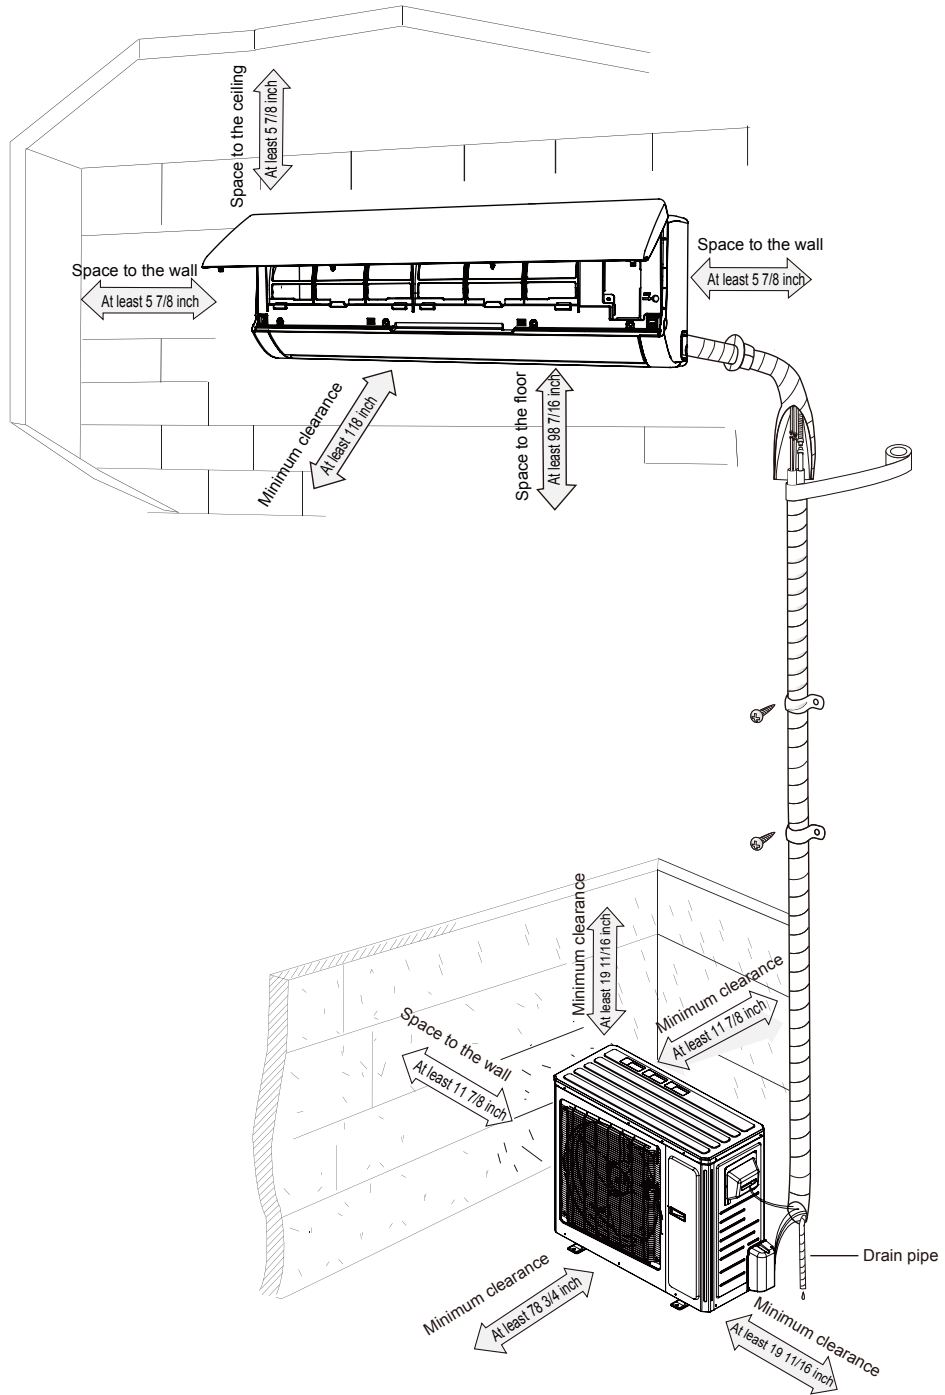 Space to the ceiling
At least 5 7/8 inch
Space to the wall
At least 5 7/8 inch
Space to the wall
At least 5 7/8 inch
Minimum clearance
At least 118 inch
Space to the floor
At least 98 7/16 inch
Minimum clearance
At least 19 11/16 inch
Minimum clearance
At least 11 7/8 inch
Space to the wall
At least 11 7/8 inch
Drain pipe
Minimum clearance
At least 78 3/4 inch
Minimum clearance
At least 19 11/16 inch